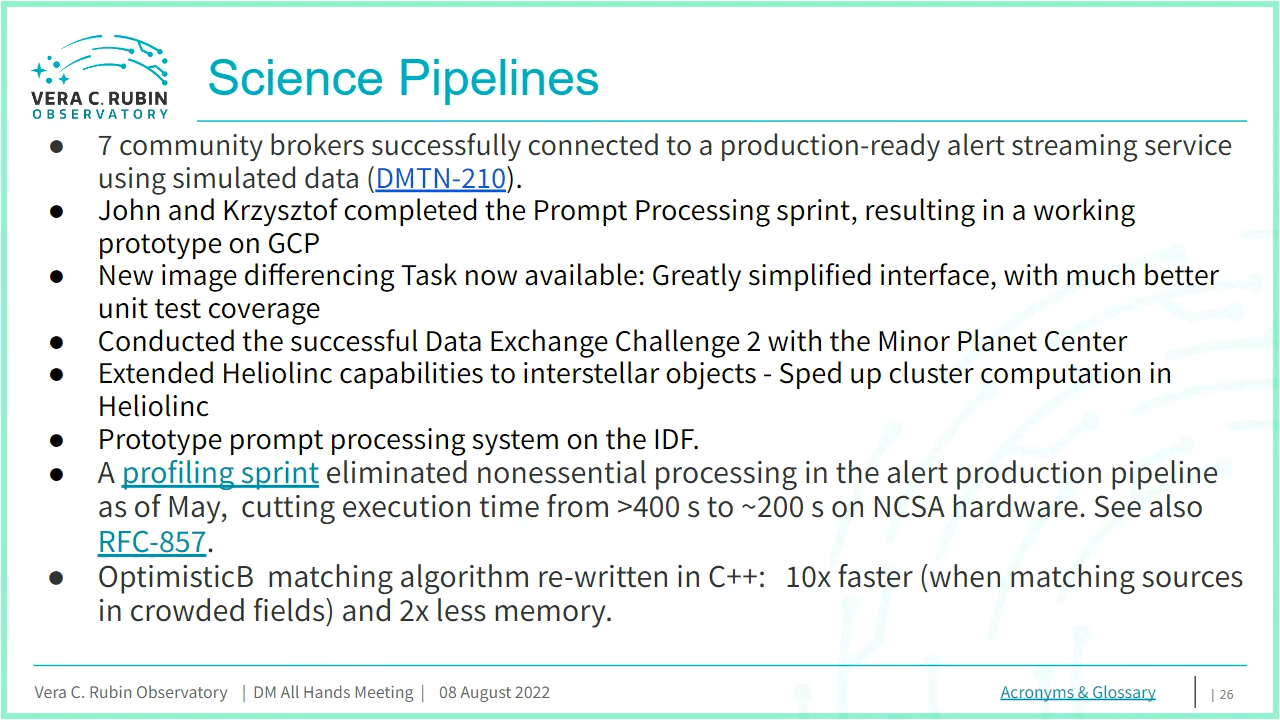 VERA C. RUBIN
OBSERVATORY
Science Pipelines
● 7 community brokers successfully connected to a production-ready alert streaming service
using simulated data (DMTN-210).
● John and Krzysztof completed the Prompt Processing sprint, resulting in a working
prototype on GCP
● New image differencing Task now available: Greatly simplified interface, with much better
unit test coverage
● Conducted the successful Data Exchange Challenge 2 with the Minor Planet Center
● Extended Heliolinc capabilities to interstellar objects - Sped up cluster computation in
Heliolinc
● Prototype prompt processing system on the IDF.
● A profiling sprint eliminated nonessential processing in the alert production pipeline
as of May,  cutting execution time from >400 s to ~200 s on NCSA hardware. See also
RFC-857.
● OptimisticB  matching algorithm re-written in C++:   10x faster (when matching sources
in crowded fields) and 2x less memory.
Vera C. Rubin Observatory | DM All Hands Meeting | 08 August 2022 Acronyms & Glossary | 26